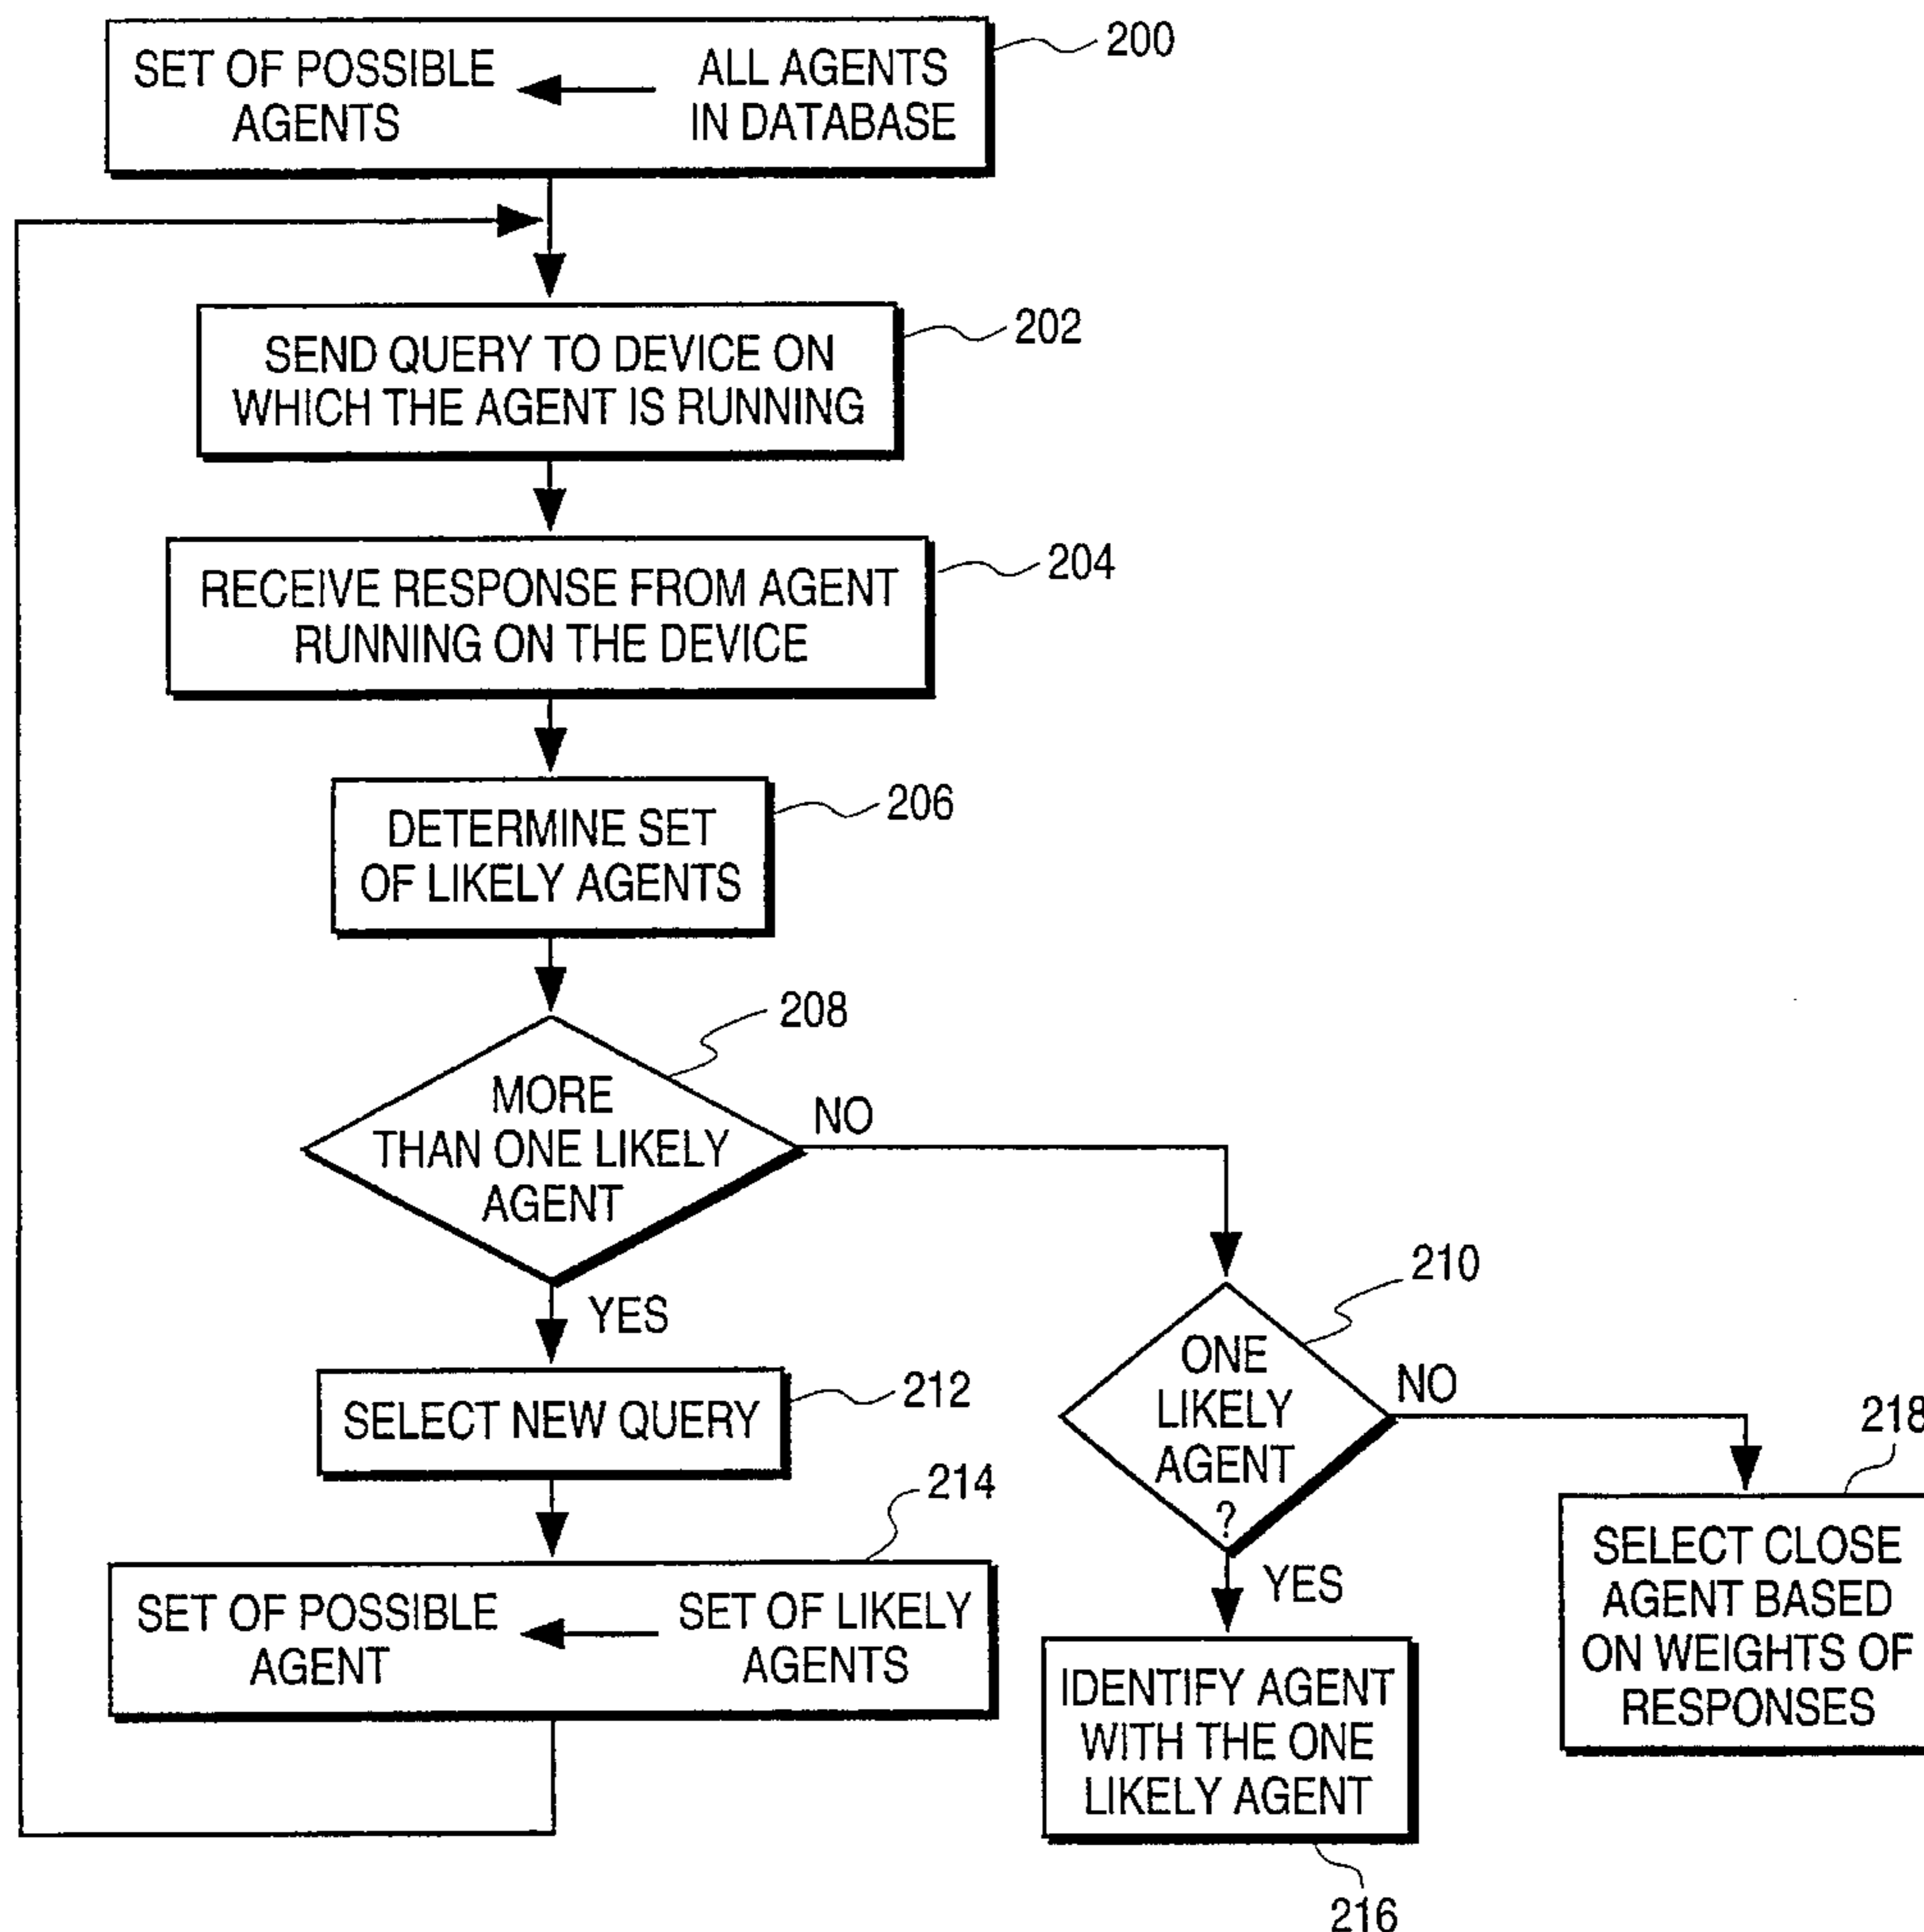 SET OF POSSIBLE
AGENTS
ALL AGENTS
IN DATABASE
200
SEND QUERY TO DEVICE ON
WHICH THE AGENT IS RUNNING
202
RECEIVE RESPONSE FROM AGENT
RUNNING ON THE DEVICE
204
DETERMINE SET
OF LIKELY AGENTS
206
MORE
THAN ONE LIKELY
AGENT
208
NO
YES
SELECT NEW QUERY
212
SET OF POSSIBLE
AGENT
SET OF LIKELY
AGENTS
214
ONE
LIKELY
AGENT
?
210
NO
YES
IDENTIFY AGENT
WITH THE ONE
LIKELY AGENT
216
SELECT CLOSE
AGENT BASED
ON WEIGHTS OF
RESPONSES
218